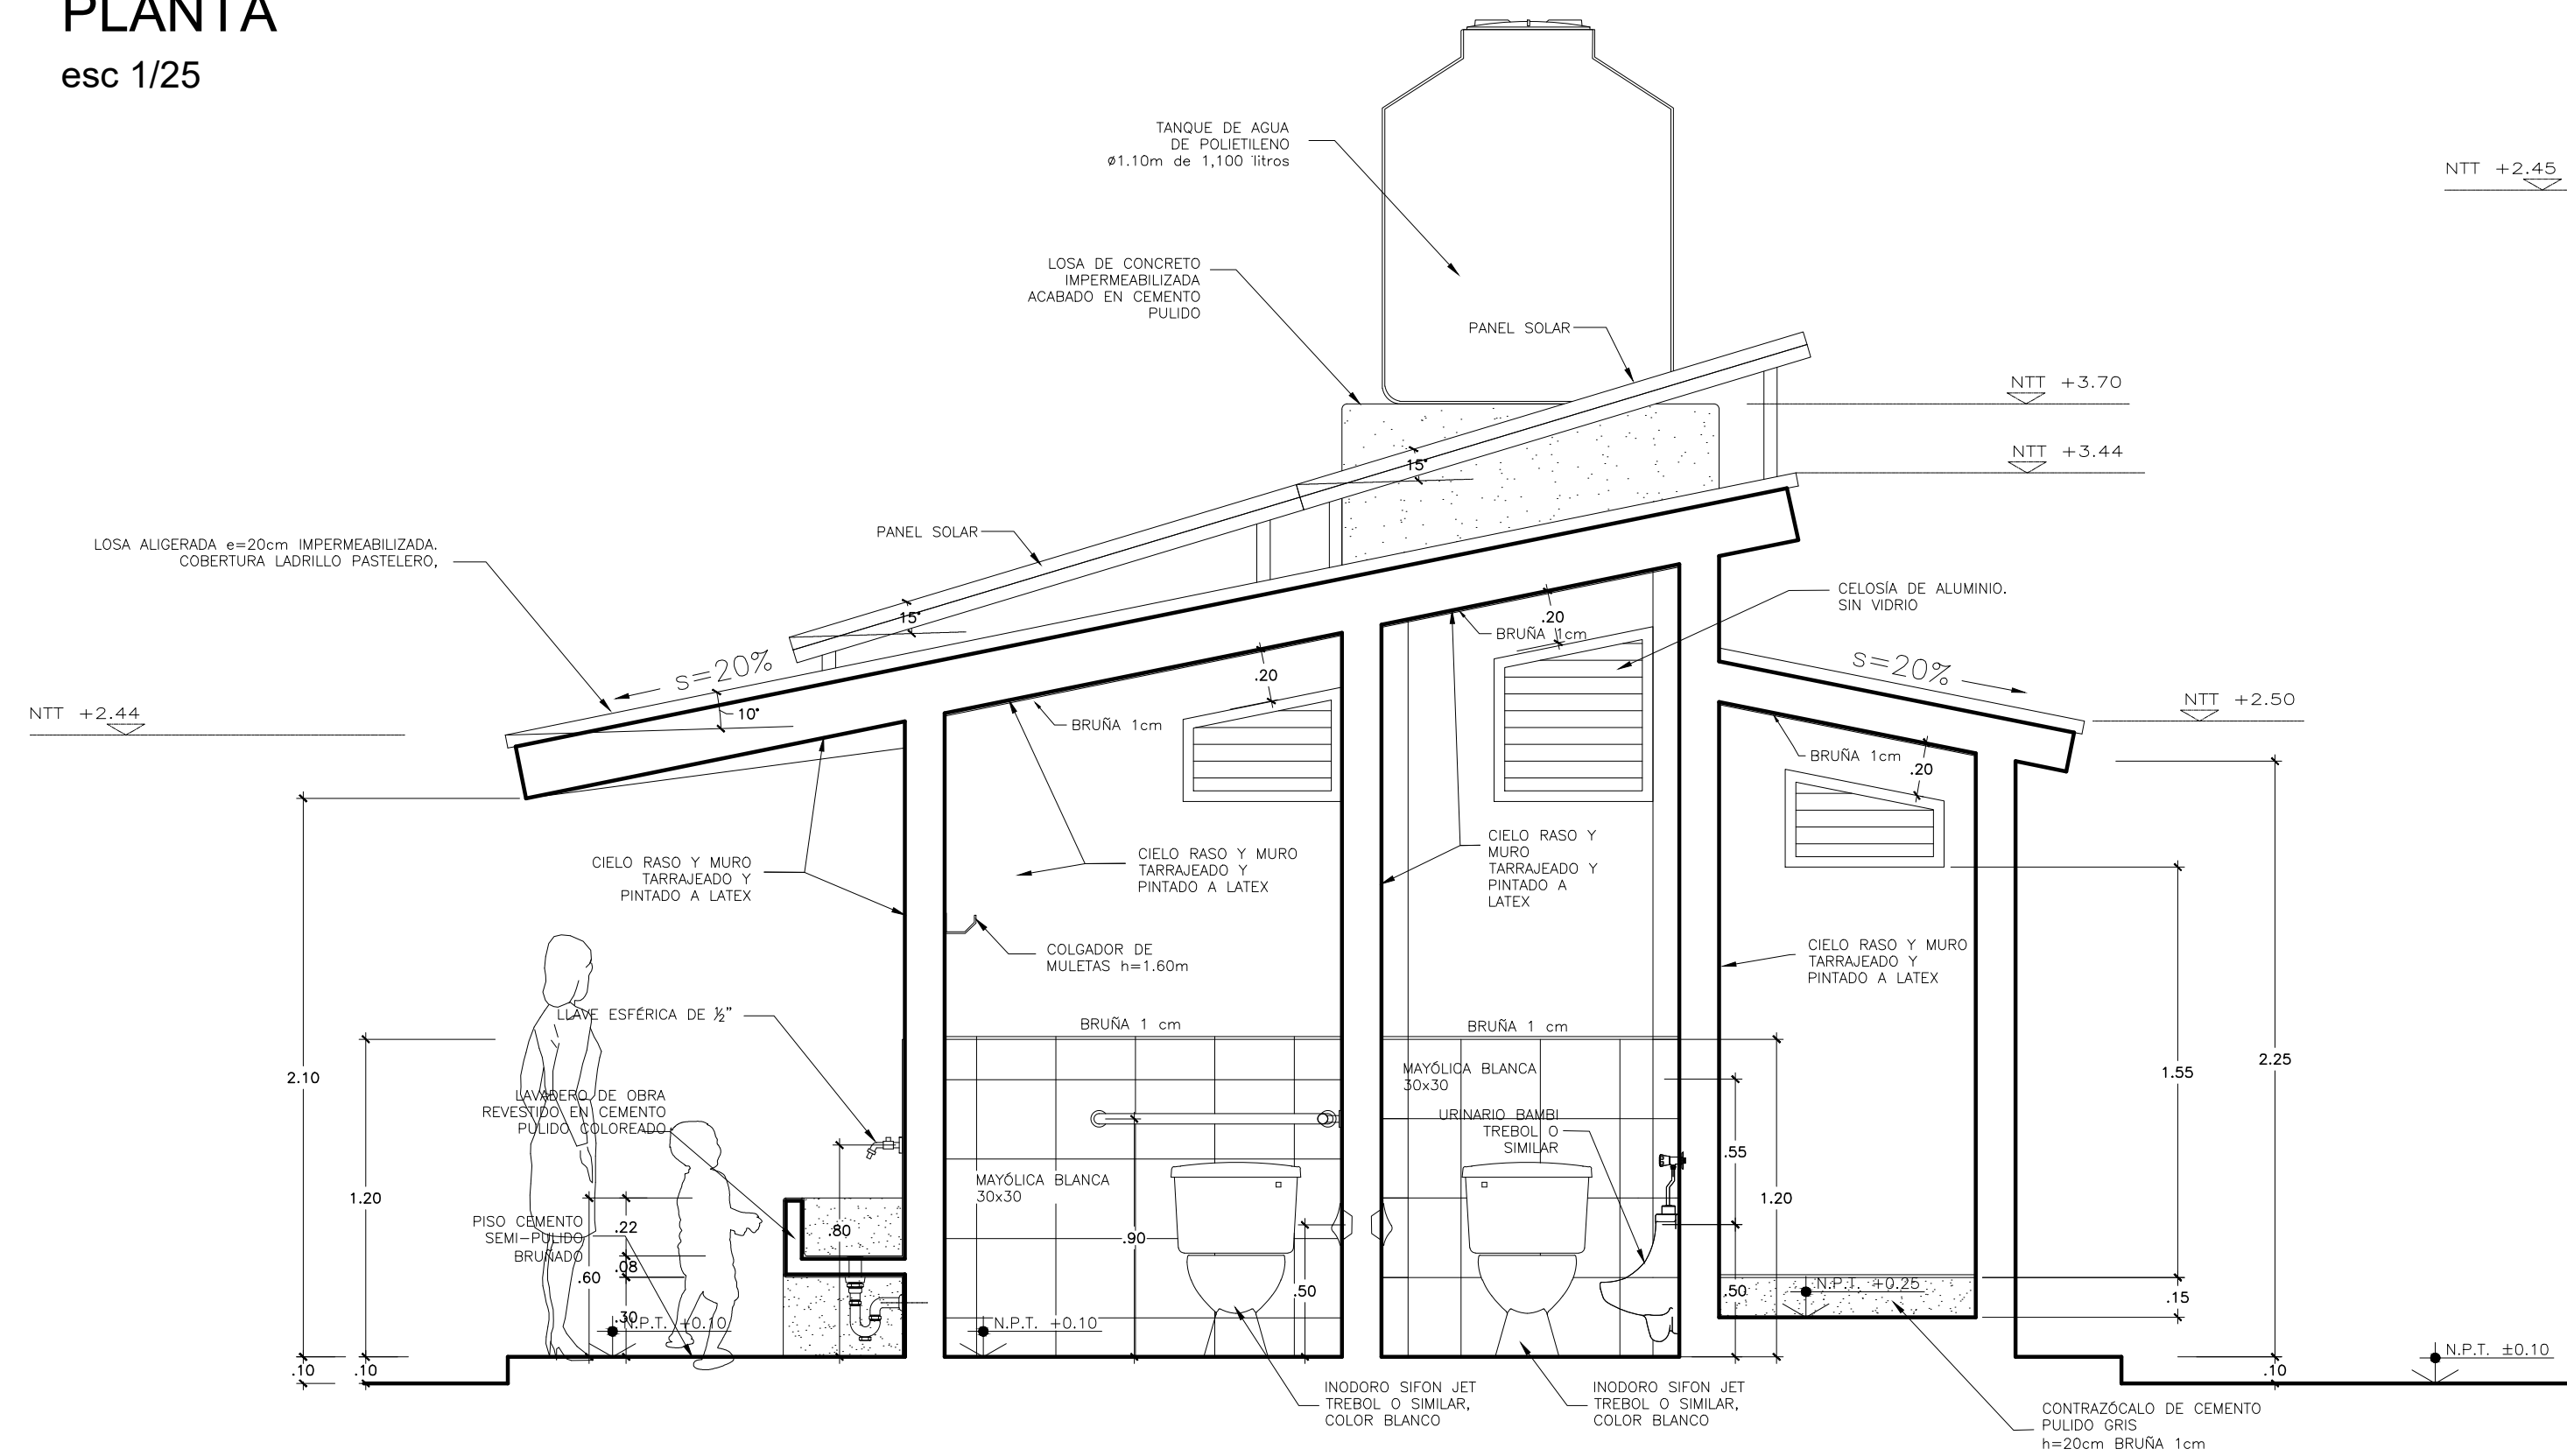 PLANTA
esc 1/25
TANQUE DE AGUA
DE POLIETILENO
ø1.10m de 1,100 litros
NTT +2.45
LOSA DE CONCRETO
IMPERMEABILIZADA
ACABADO EN CEMENTO
PULIDO
PANEL SOLAR
NTT +3.70
NTT +3.44
15°
PANEL SOLAR
LOSA ALIGERADA e=20cm IMPERMEABILIZADA.
COBERTURA LADRILLO PASTELERO,
CELOSÍA DE ALUMINIO.
SIN VIDRIO
15°
.20
BRUÑA 1cm
s=20%
s=20%
.20
NTT +2.44
10°
BRUÑA 1cm
NTT +2.50
BRUÑA 1cm
.20
CIELO RASO Y MURO
TARRAJEADO Y
PINTADO A LATEX
CIELO RASO Y MURO
TARRAJEADO Y
PINTADO A LATEX
CIELO RASO Y
MURO
TARRAJEADO Y
PINTADO A
LATEX
CIELO RASO Y MURO
TARRAJEADO Y
PINTADO A LATEX
COLGADOR DE
MULETAS h=1.60m
LLAVE ESFÉRICA DE ½"
BRUÑA 1 cm
BRUÑA 1 cm
2.10
LAVADERO DE OBRA
REVESTIDO EN CEMENTO
PULIDO COLOREADO
MAYÓLICA BLANCA
30x30
URINARIO BAMBI
TREBOL O
SIMILAR
2.25
1.55
.55
1.20
MAYÓLICA BLANCA
30x30
1.20
PISO CEMENTO
SEMI-PULIDO
BRUÑADO
.22
.80
.90
.08
.60
.50
.50
N.P.T. +0.25
.15
.30
N.P.T. +0.10
N.P.T. +0.10
N.P.T. ±0.10
.10
.10
.10
INODORO SIFON JET
TREBOL O SIMILAR,
COLOR BLANCO
INODORO SIFON JET
TREBOL O SIMILAR,
COLOR BLANCO
CONTRAZÓCALO DE CEMENTO
PULIDO GRIS
h=20cm BRUÑA 1cm